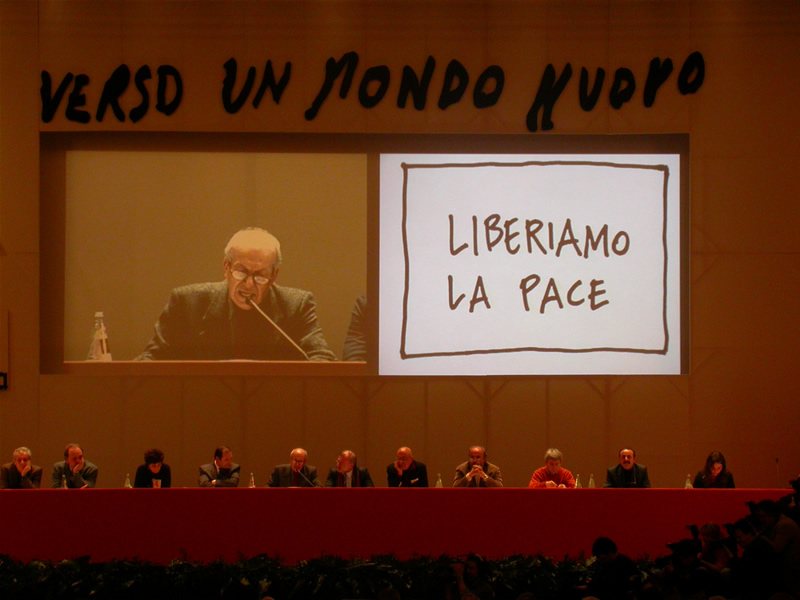 VERSO UN MONDO NUOVO
LIBERIAMO
LA PACE